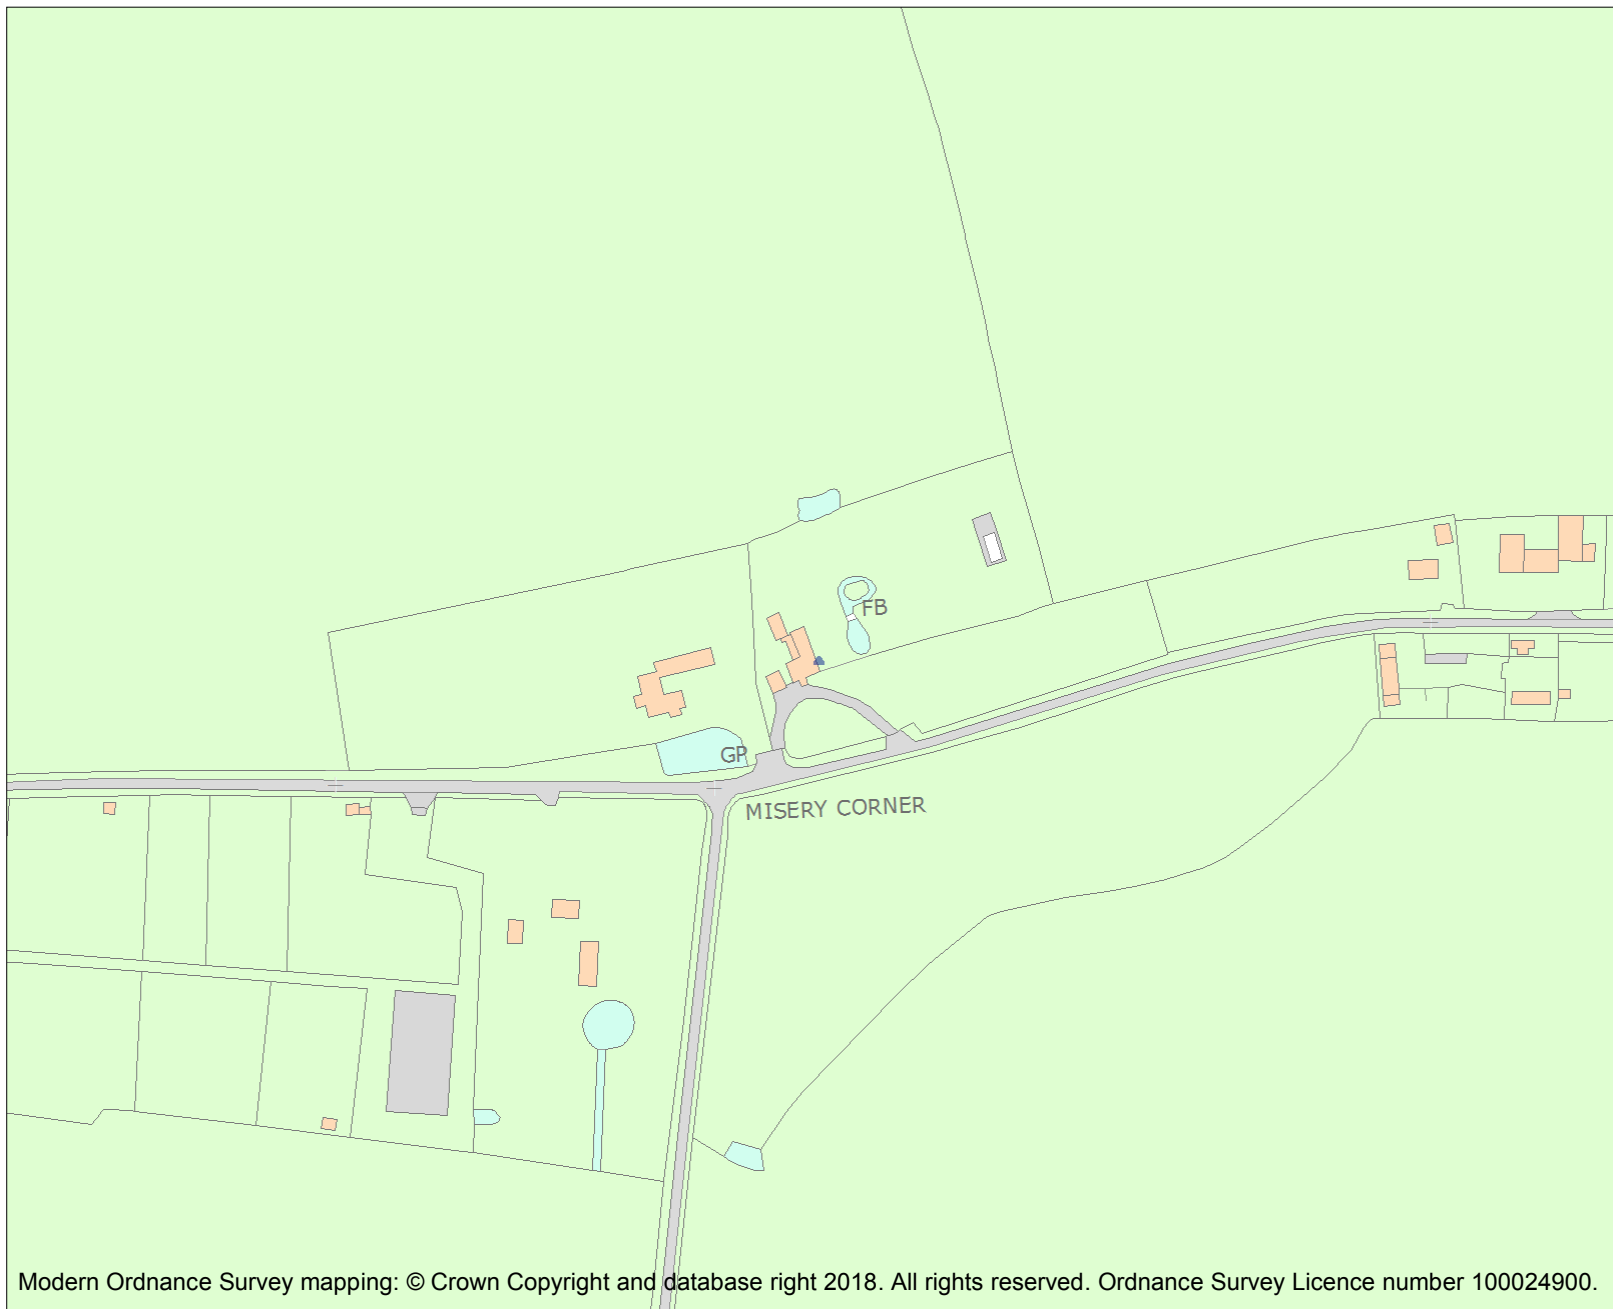 FB
GP
MISERY CORNER
Modern Ordnance Survey mapping: © Crown Copyright and database right 2018. All rights reserved. Ordnance Survey Licence number 100024900.